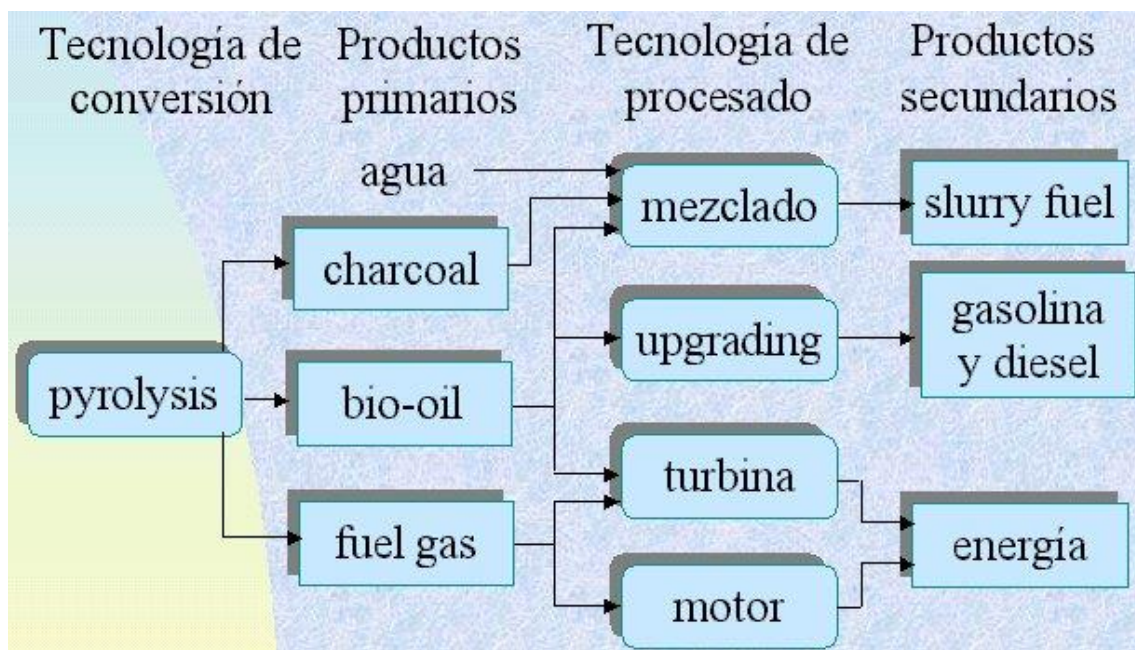 Tecnología de
conversión
Productos
primarios
Tecnología de
procesado
Productos
secundarios
agua
mezclado
slurry fuel
charcoal
upgrading
gasolina
y diesel
pyrolysis
bio-oil
turbina
fuel gas
energía
motor